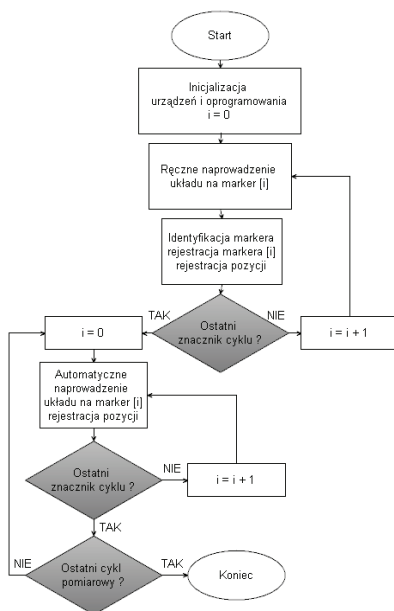 Start
Inicjalizacja
urządzeń i oprogramowania
i = 0
Ręczne naprowadzenie
układu na marker [i]
Identyfikacja markera
rejestracja markera [i]
rejestracja pozycji
Ostatni
znacznik cyklu ?
TAK
NIE
i = 0
i = i + 1
Automatyczne
naprowadzenie
układu na marker [i]
rejestracja pozycji
Ostatni
znacznik cyklu ?
NIE
i = i + 1
TAK
Ostatni cykl
pomiarowy ?
NIE
TAK
Koniec